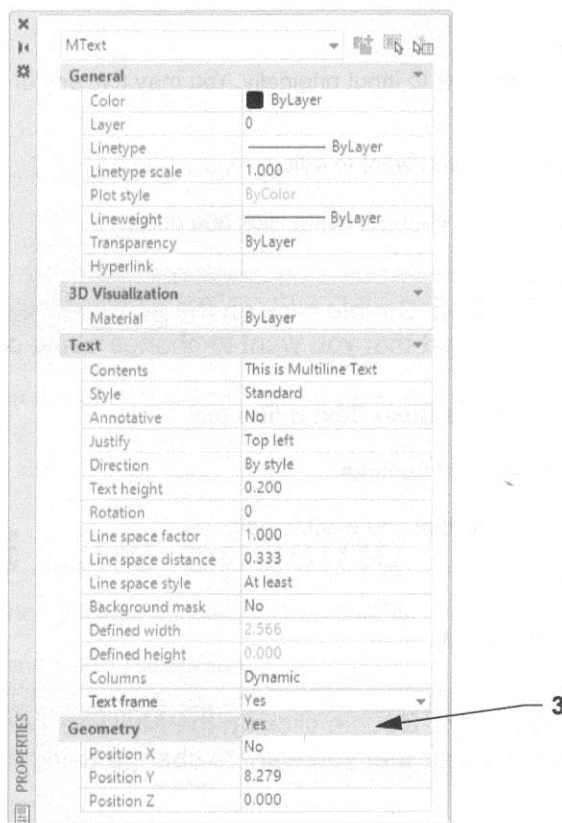 MText
General
Color ByLayer
Layer 0
Linetype ByLayer
Linetype scale 1.000
Plot style ByColor
Lineweight ByLayer
Transparency ByLayer
Hyperlink
3D Visualization
Material ByLayer
Text
Contents This is Multiline Text
Style Standard
Annotative No
Justify Top left
Direction By style
Text height 0.200
Rotation 0
Line space factor 1.000
Line space distance 0.333
Line space style At least
Background mask No
Defined width 2.566
Defined height 0.000
Columns Dynamic
Text frame Yes
Yes
3
Geometry
No
Position X
Position Y 8.279
Position Z 0.000
PROPERTIES